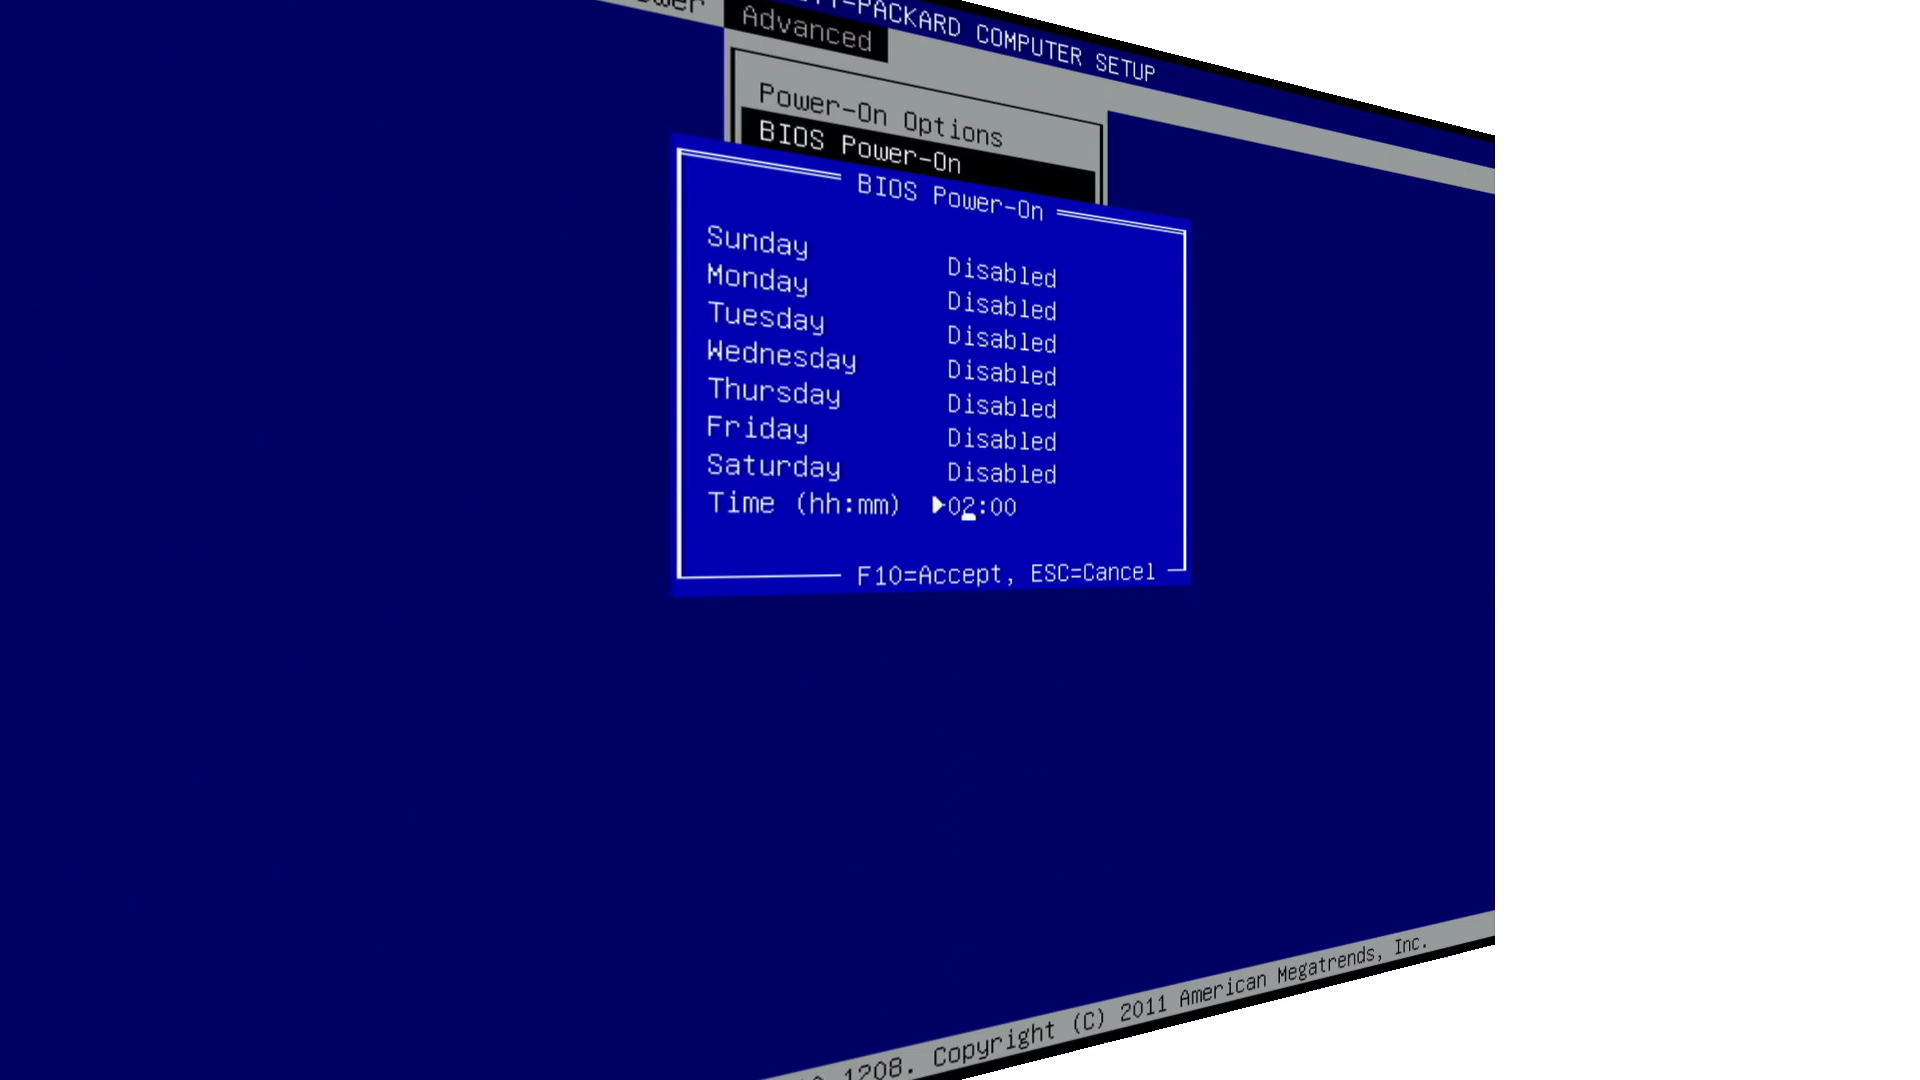 PACKARD COMPUTER SETUP
Advanced
Power-On Options
BIOS Power-On
BIOS Power-On
Sunday Disabled
Monday Disabled
Tuesday Disabled
Wednesday Disabled
Thursday Disabled
Friday Disabled
Saturday Disabled
Time (hh:mm) 02:00
F10=Accept, ESC=Cancel
1208. Copyright (C) 2011 American Megatrends, Inc.